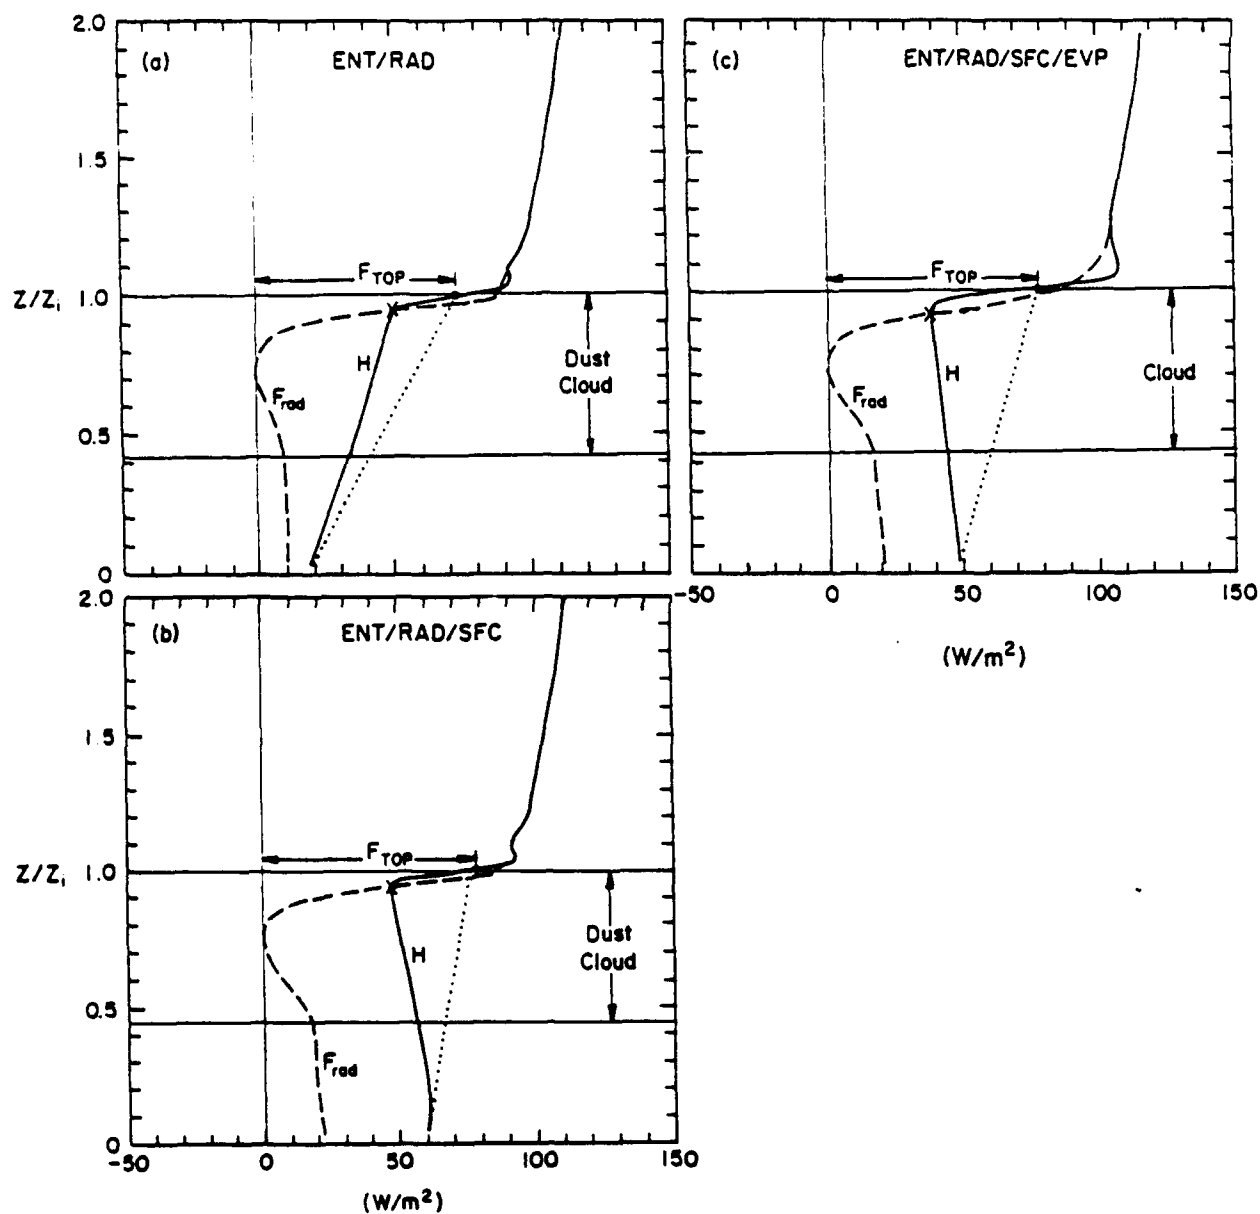 2.0
(a)
ENT/RAD
1.5
F_TOP
Z/Z_i
1.0
H
Dust
Cloud
F_rad
0.5
0
(c)
ENT/RAD/SFC/EVP
F_TOP
Cloud
H
F_rad
-50
0
50
100
150
(W/m²)
2.0
(b)
ENT/RAD/SFC
1.5
F_TOP
Z/Z_i
1.0
H
Dust
Cloud
0.5
F_rad
0
-50
0
50
100
150
(W/m²)